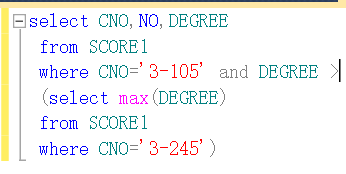 select CNO,NO,DEGREE
from SCORE1
where CNO='3-105' and DEGREE >
(select max(DEGREE)
from SCORE1
where CNO='3-245')